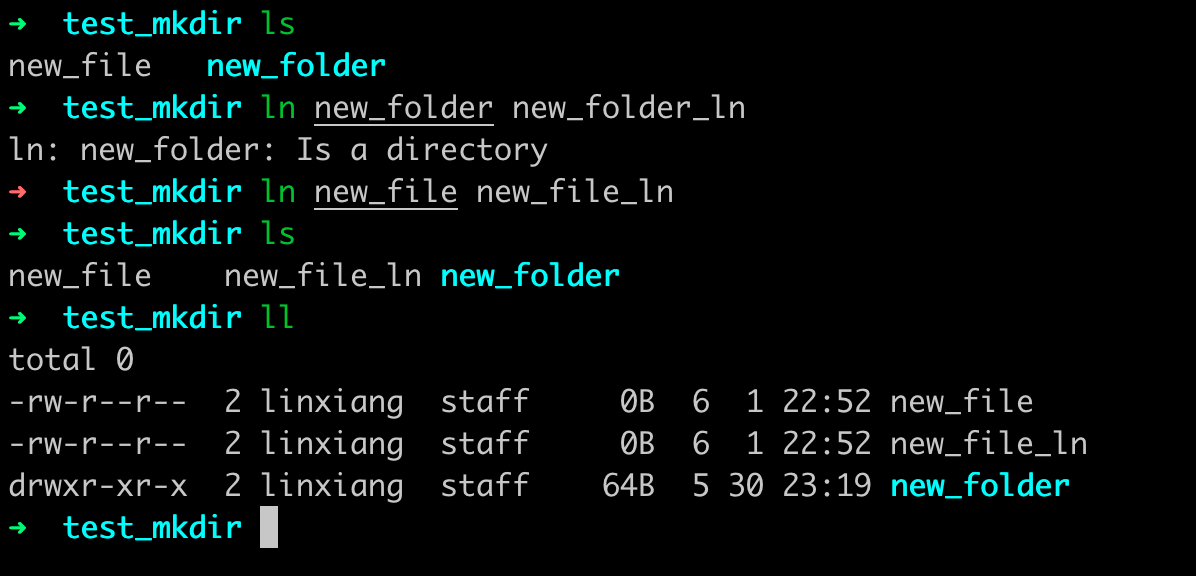 ➜  test_mkdir ls
new_file   new_folder
➜  test_mkdir ln new_folder new_folder_ln
ln: new_folder: Is a directory
➜  test_mkdir ln new_file new_file_ln
➜  test_mkdir ls
new_file    new_file_ln new_folder
➜  test_mkdir ll
total 0
-rw-r--r--  2 linxiang  staff     0B  6  1 22:52 new_file
-rw-r--r--  2 linxiang  staff     0B  6  1 22:52 new_file_ln
drwxr-xr-x  2 linxiang  staff    64B  5 30 23:19 new_folder
➜  test_mkdir